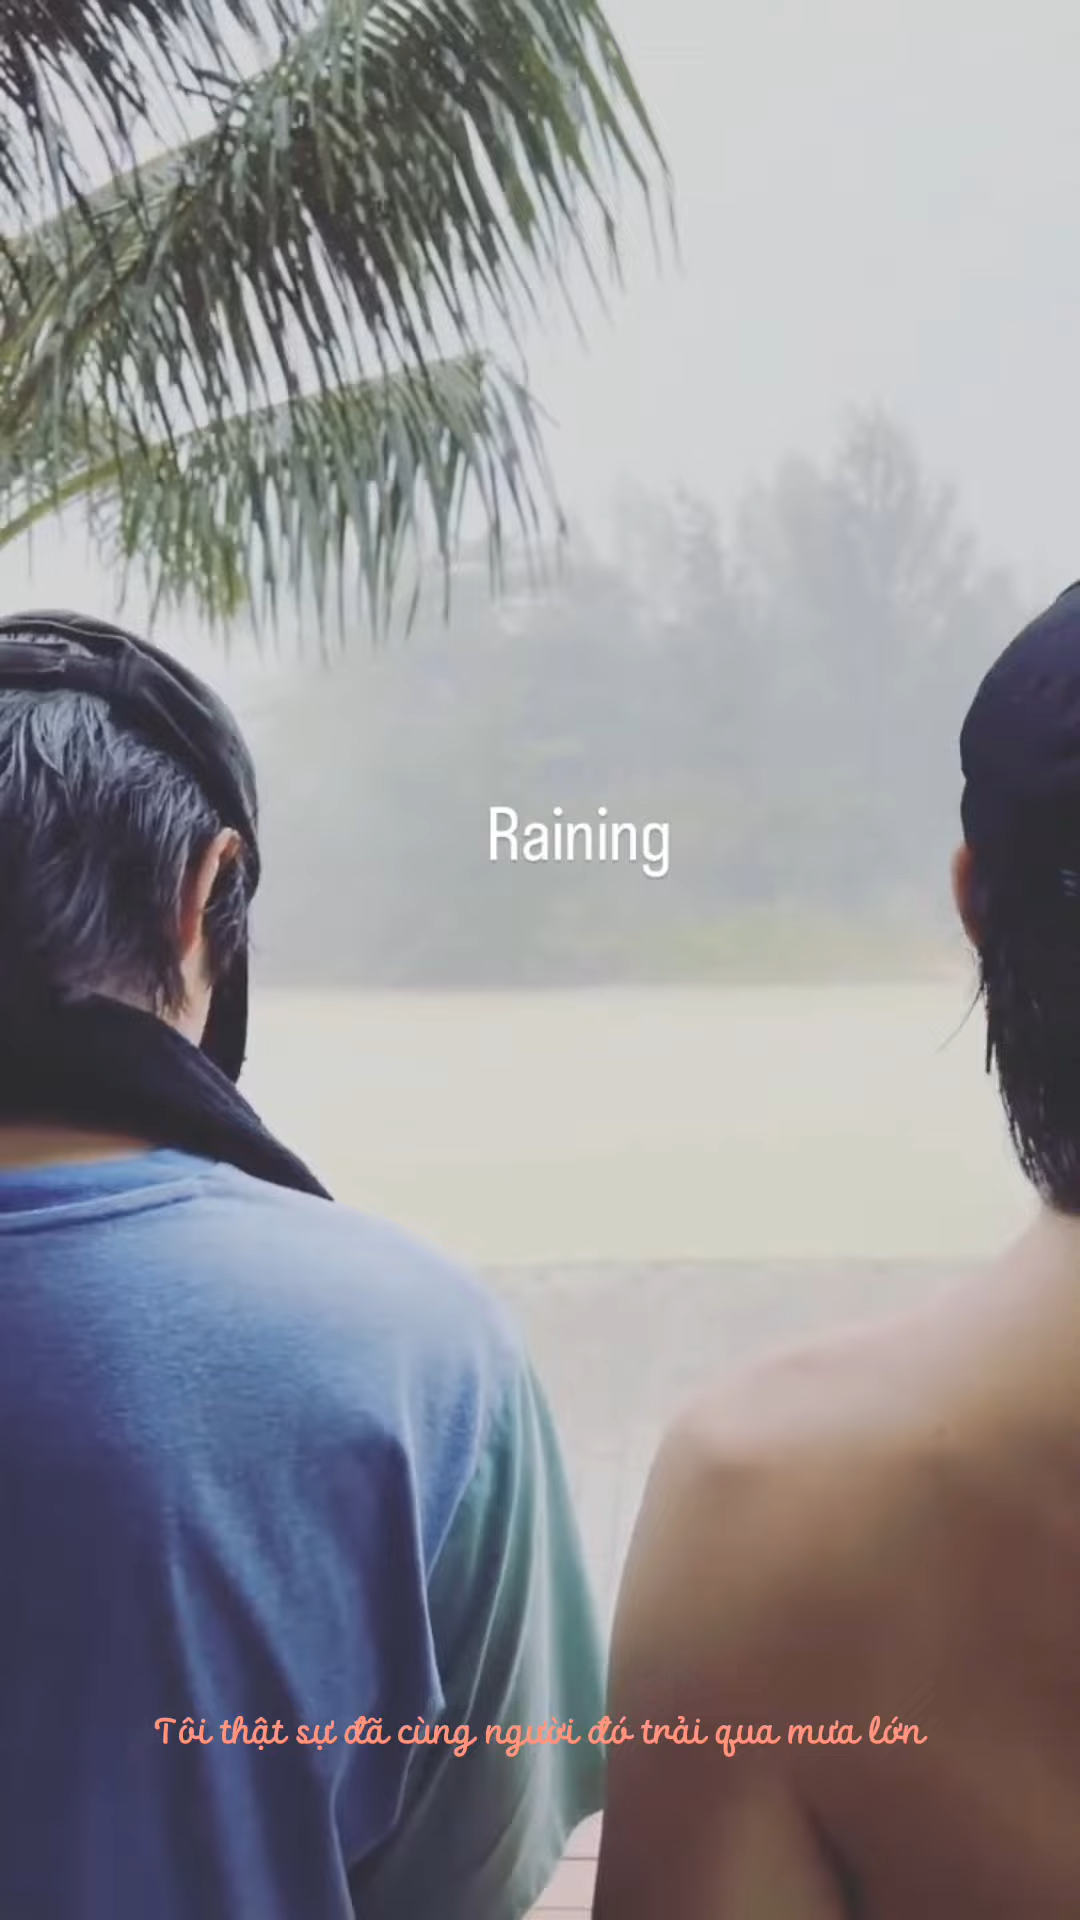 Raining
Tôi thật sự đã cùng người đó trải qua mưa lớn